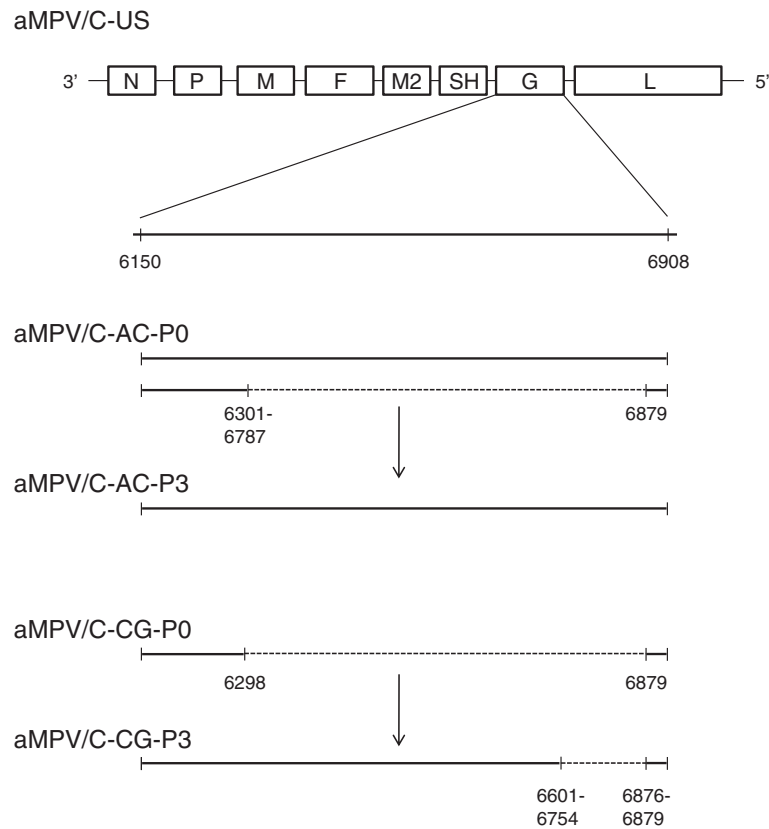 aMPV/C-US
3’ N P M F M2 SH G L 5’
6150 6908
aMPV/C-AC-P0
6301- 6879
6787
aMPV/C-AC-P3
aMPV/C-CG-P0
6298 6879
aMPV/C-CG-P3
6601- 6876-
6754 6879